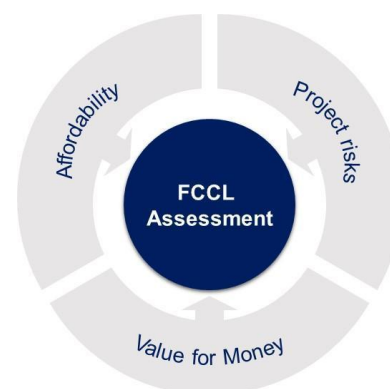 Affordability
Project risks
FCCL
Assessment
Value for Money